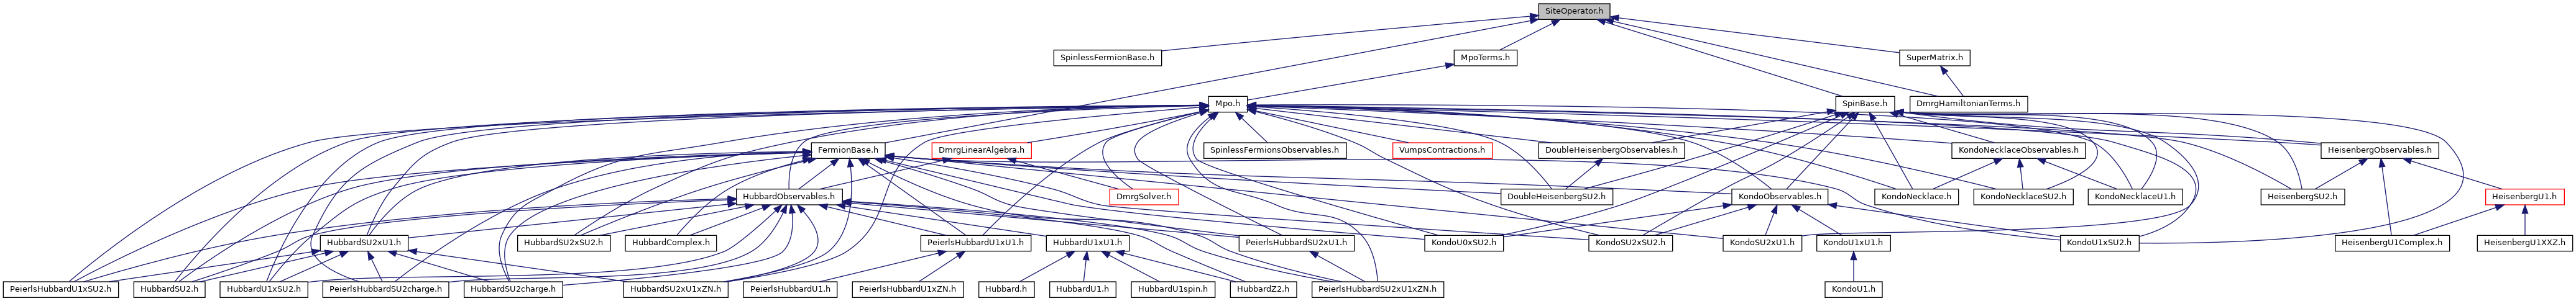 SiteOperator.h
SpinlessFermionBase.h
MpoTerms.h
SuperMatrix.h
Mpo.h
SpinBase.h
DmrgHamiltonianTerms.h
FermionBase.h
DmrgLinearAlgebra.h
SpinlessFermionsObservables.h
VumpsContractions.h
DoubleHeisenbergObservables.h
KondoNecklaceObservables.h
HeisenbergObservables.h
HubbardObservables.h
DmrgSolver.h
DoubleHeisenbergSU2.h
KondoObservables.h
KondoNecklace.h
KondoNecklaceSU2.h
KondoNecklaceU1.h
HeisenbergSU2.h
HeisenbergU1.h
HubbardSU2xU1.h
HubbardSU2xSU2.h
HubbardComplex.h
PeierlsHubbardU1xU1.h
HubbardU1xU1.h
PeierlsHubbardSU2xU1.h
KondoU0xSU2.h
KondoSU2xSU2.h
KondoSU2xU1.h
KondoU1xU1.h
KondoU1xSU2.h
HeisenbergU1Complex.h
HeisenbergU1XXZ.h
PeierlsHubbardU1xSU2.h
HubbardSU2.h
HubbardU1xSU2.h
PeierlsHubbardSU2charge.h
HubbardSU2charge.h
HubbardSU2xU1xZN.h
PeierlsHubbardU1.h
PeierlsHubbardU1xZN.h
Hubbard.h
HubbardU1.h
HubbardU1spin.h
HubbardZ2.h
PeierlsHubbardSU2xU1xZN.h
KondoU1.h